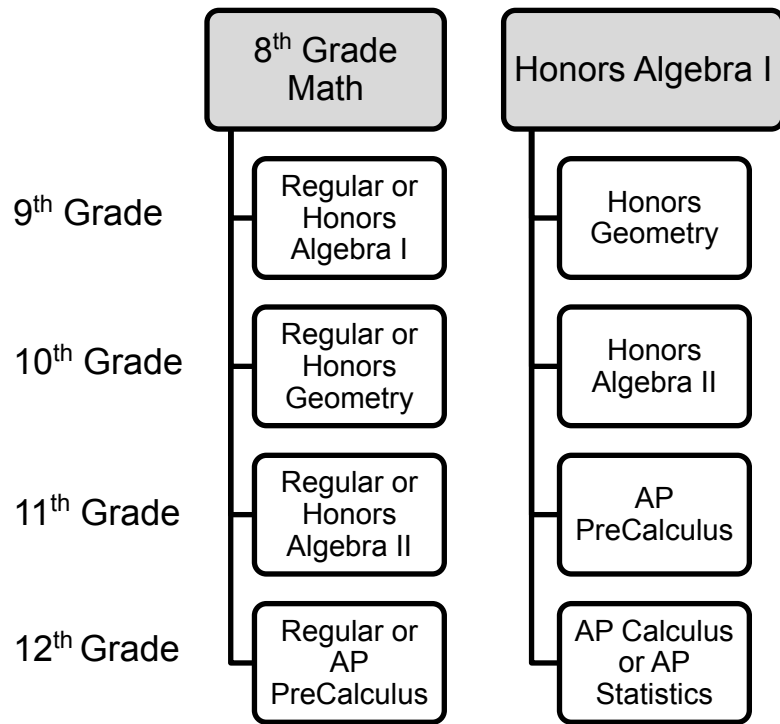 8th Grade
Math
Honors Algebra I
9th Grade
Regular or
Honors
Algebra I
Honors
Geometry
10th Grade
Regular or
Honors
Geometry
Honors
Algebra II
11th Grade
Regular or
Honors
Algebra II
AP
PreCalculus
12th Grade
Regular or
AP
PreCalculus
AP Calculus
or AP
Statistics